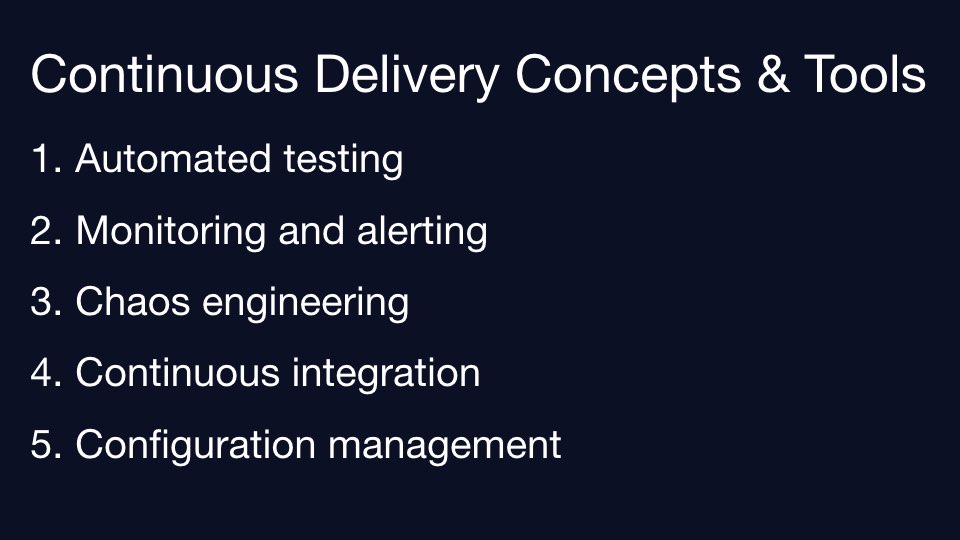 Continuous Delivery Concepts & Tools
1. Automated testing
2. Monitoring and alerting
3. Chaos engineering
4. Continuous integration
5. Configuration management